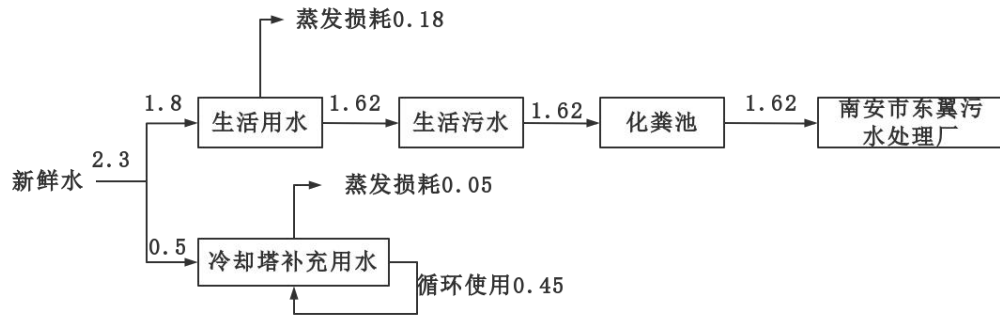 蒸发损耗0.18
1.8
生活用水
1.62
生活污水
1.62
化粪池
1.62
南安市东翼污
水处理厂
2.3
新鲜水
蒸发损耗0.05
0.5
冷却塔补充用水
循环使用0.45